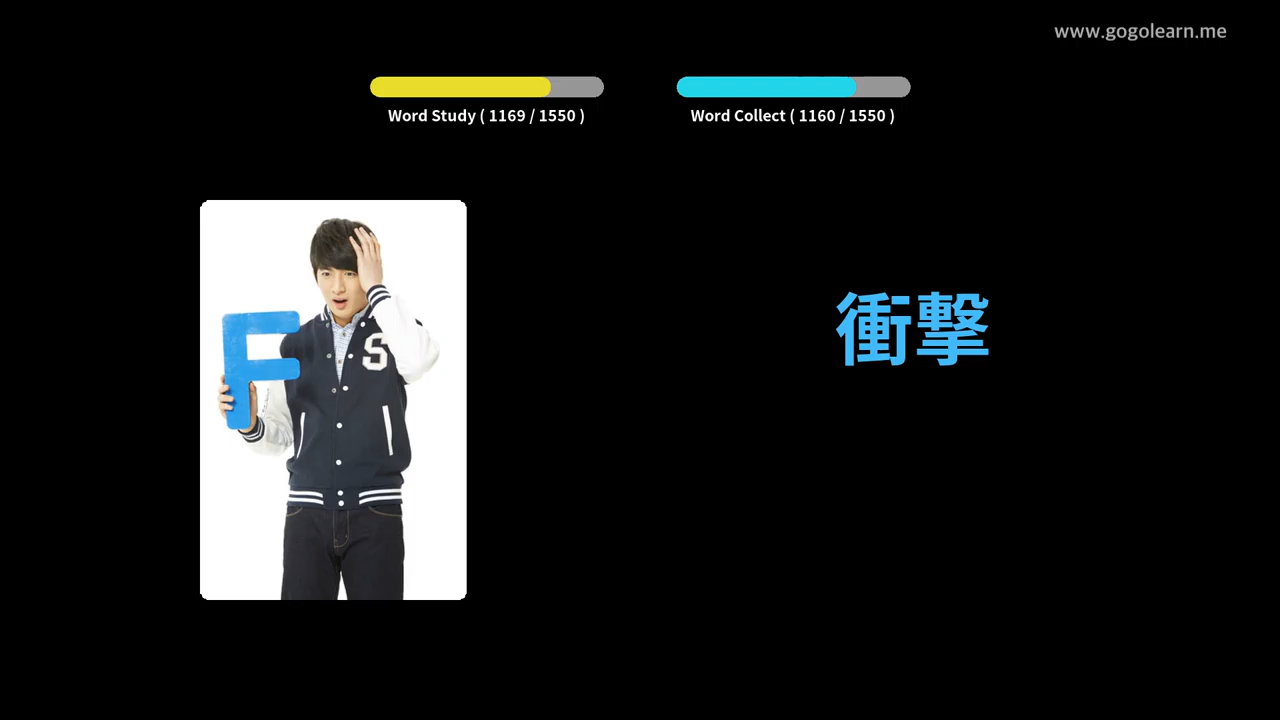 www.gogolearn.me
Word Study ( 1169 / 1550 )
Word Collect ( 1160 / 1550 )
F
S
衝撃